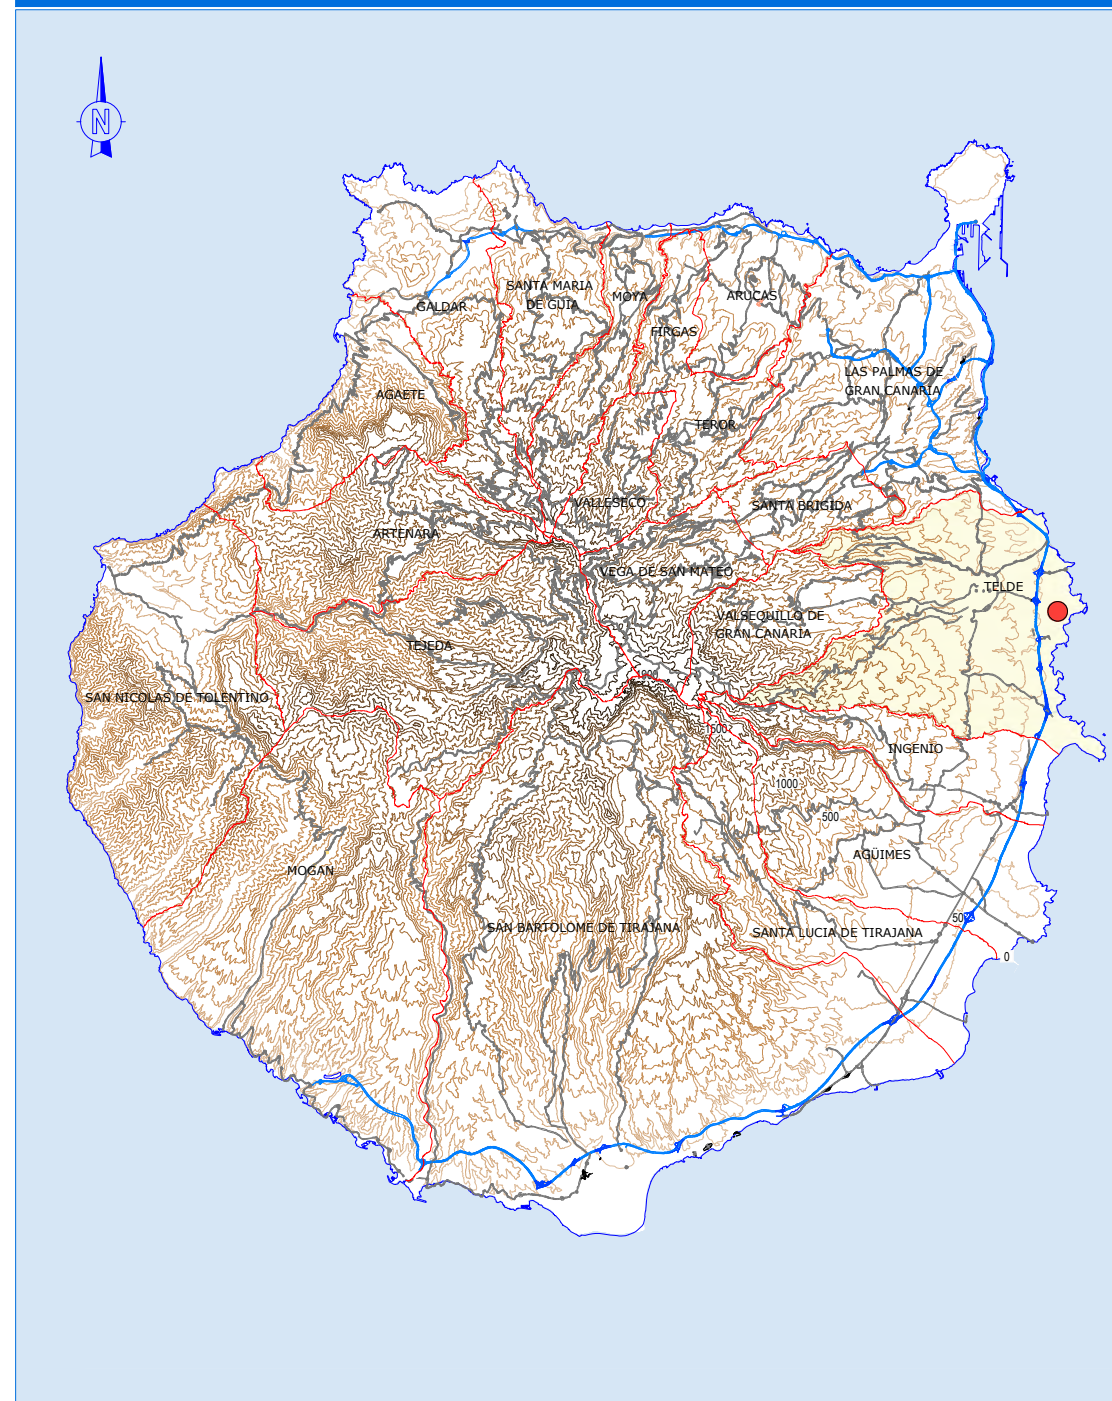 N
SANTA MARIA
DE GUIA
MOYA
ARUCAS
GALDAR
FIRGAS
LAS PALMAS DE
GRAN CANARIA
AGAETE
TEROR
VALLESECO
SANTA BRIGIDA
ARTENARA
VEGA DE SAN MATEO
TELDE
VALSEQUILLO DE
GRAN CANARIA
TEJEDA
SAN NICOLAS DE TOLENTINO
1500
INGENIO
1000
500
AGÜIMES
MOGAN
SAN BARTOLOME DE TIRAJANA
SANTA LUCIA DE TIRAJANA
0